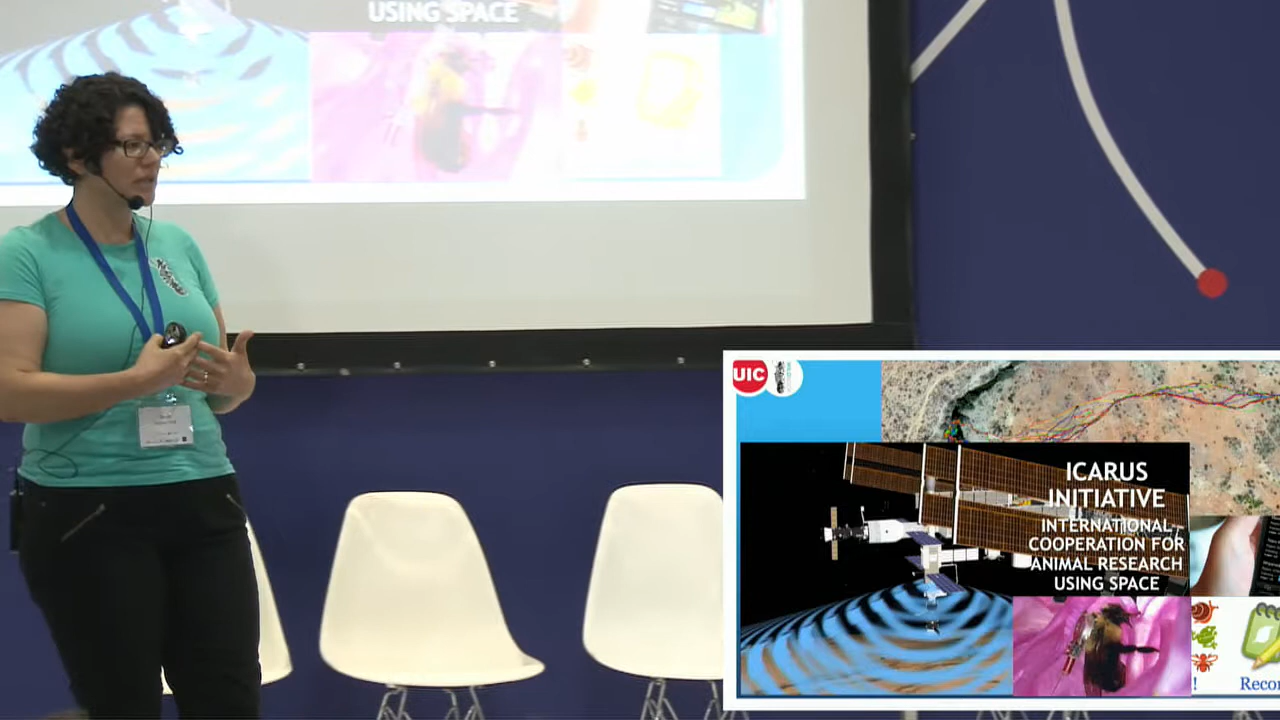 USING SPACE
UIC
ICARUS
INITIATIVE
INTERNATIONAL
COOPERATION FOR
ANIMAL RESEARCH
USING SPACE
!
Recor